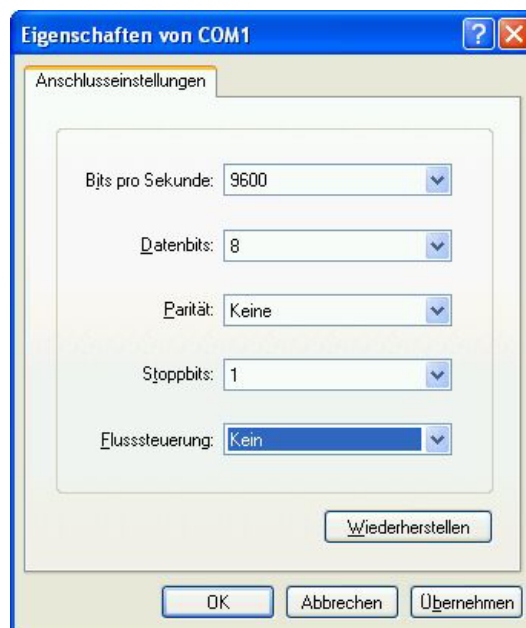 Eigenschaften von COM1
Anschlusseinstellungen
Bits pro Sekunde: 9600
Datenbits: 8
Parität: Keine
Stoppbits: 1
Flusssteuerung: Kein
Wiederherstellen
OK Abbrechen Übernehmen